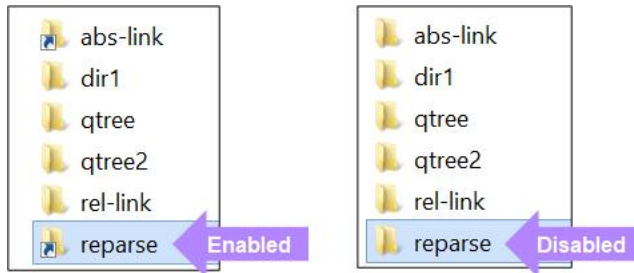 abs-link
dir1
qtree
qtree2
rel-link
reparse Enabled
abs-link
dir1
qtree
qtree2
rel-link
reparse Disabled